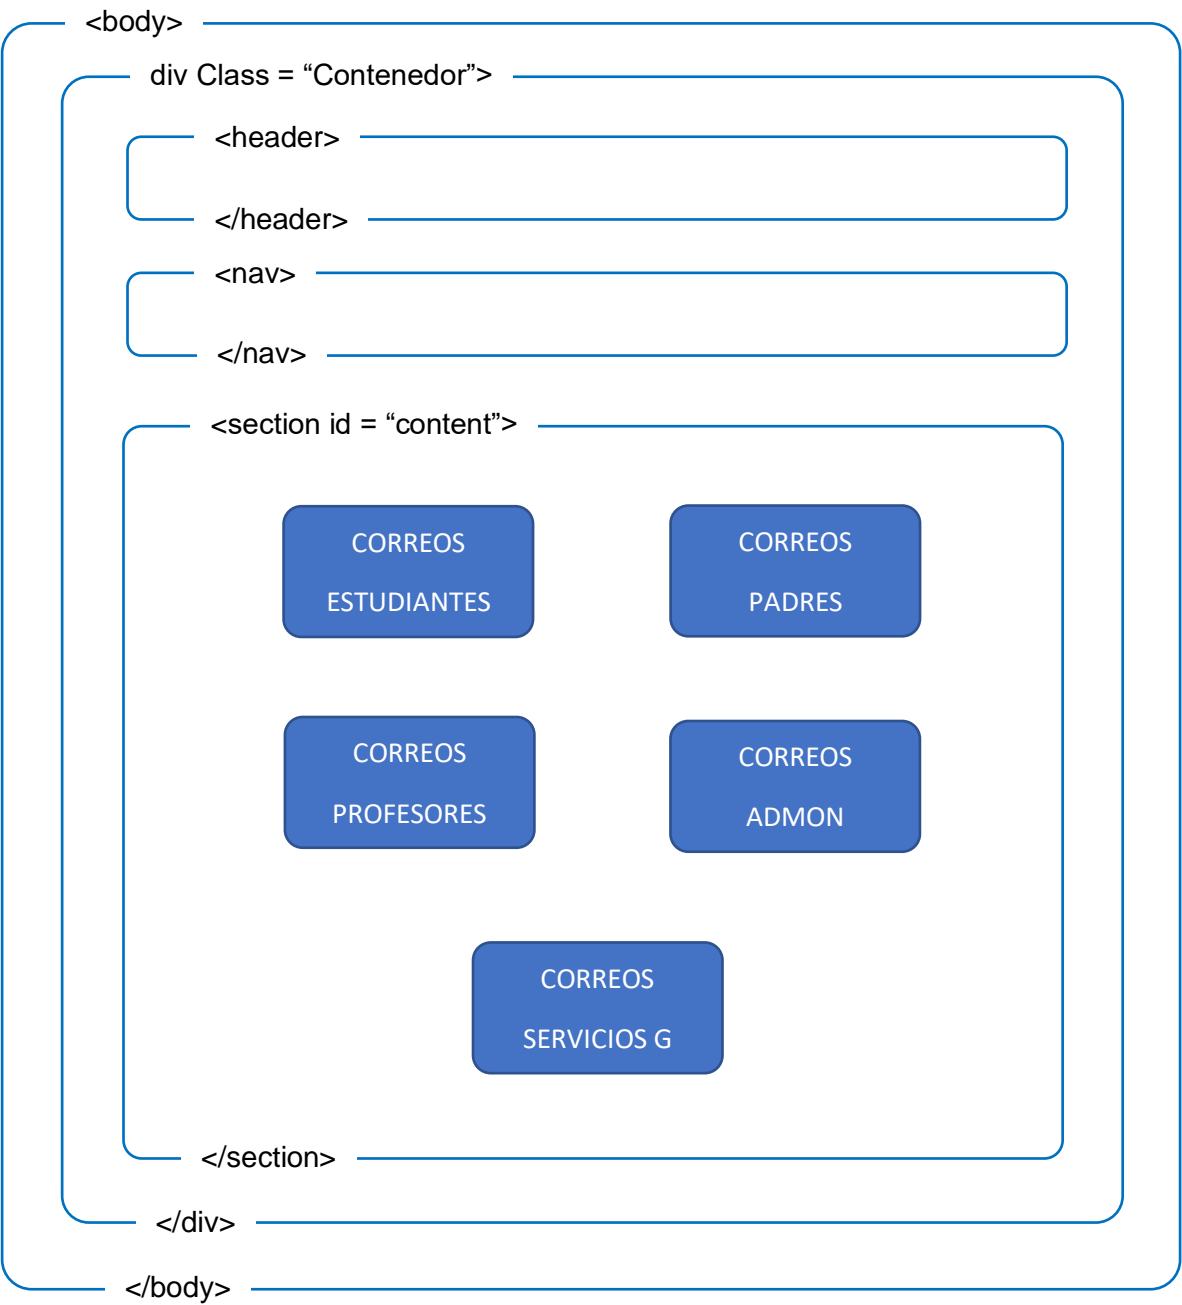 <body>
div Class = “Contenedor”>
<header>
</header>
<nav>
</nav>
<section id = “content”>
CORREOS
ESTUDIANTES
CORREOS
PADRES
CORREOS
PROFESORES
CORREOS
ADMON
CORREOS
SERVICIOS G
</section>
</div>
</body>